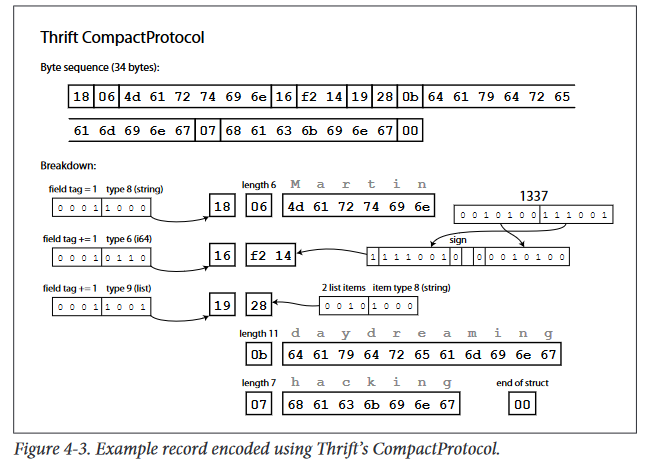 Thrift CompactProtocol
Byte sequence (34 bytes):
18 06 4d 61 72 74 69 6e 16 f2 14 19 28 0b 64 61 79 64 72 65
61 6d 69 6e 67 07 68 61 63 6b 69 6e 67 00
Breakdown:
field tag = 1 type 8 (string) length 6 M a r t i n
0 0 0 1 1 0 0 0 18 06 4d 61 72 74 69 6e
1337
0 0 1 0 1 0 0 1 1 1 0 0 1
field tag += 1 type 6 (i64) sign
0 0 0 1 0 1 1 0 16 f2 14 1 1 1 1 0 0 1 0 0 0 0 1 0 1 0 0
field tag += 1 type 9 (list) 2 list items item type 8 (string)
0 0 0 1 1 0 0 1 19 28 0 0 1 0 1 0 0 0
length 11 d a y d r e a m i n g
0b 64 61 79 64 72 65 61 6d 69 6e 67
length 7 h a c k i n g end of struct
07 68 61 63 6b 69 6e 67 00
Figure 4-3. Example record encoded using Thrift's CompactProtocol.